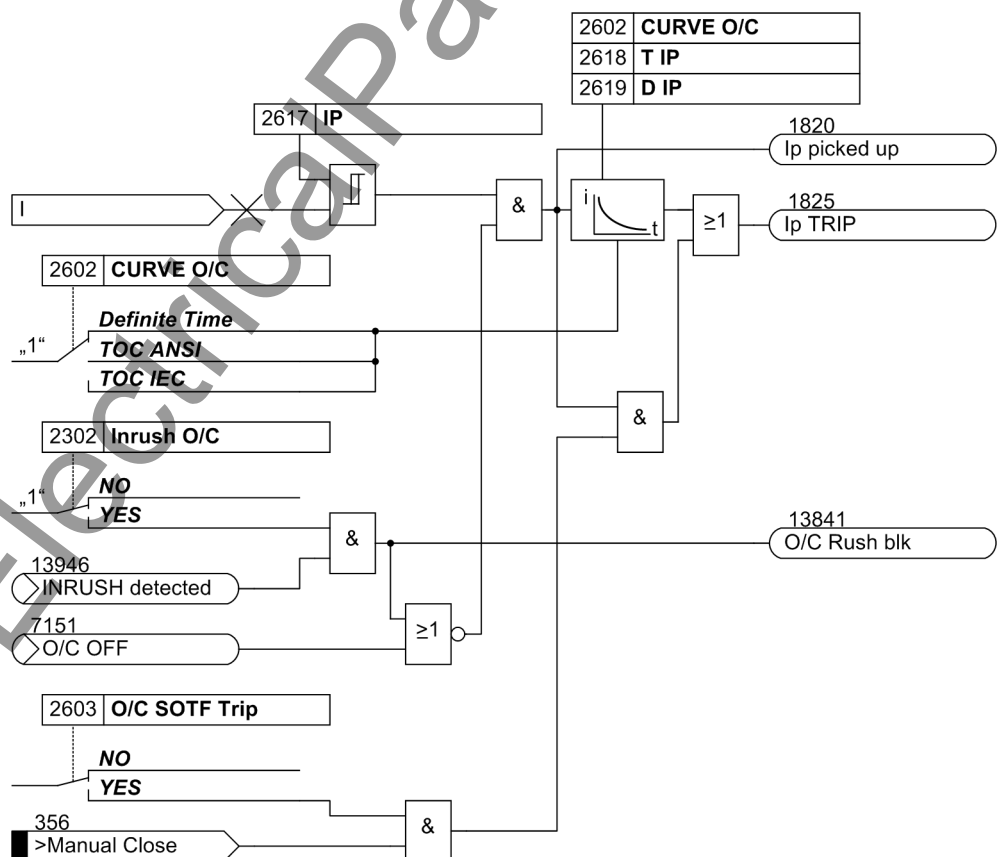 2602 CURVE O/C
2618 T IP
2619 D IP
2617 IP
1820
Ip picked up
I
&
i
t
≥1
1825
Ip TRIP
2602 CURVE O/C
Definite Time
„1“
TOC ANSI
TOC IEC
&
2302 Inrush O/C
NO
„1“
YES
&
13841
O/C Rush blk
13946
INRUSH detected
7151
O/C OFF
≥1
2603 O/C SOTF Trip
NO
YES
356
>Manual Close
&
ElectricalPa